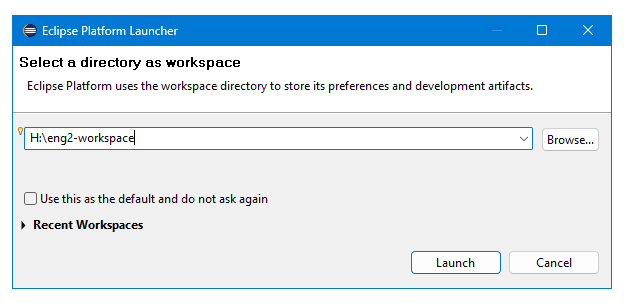 Eclipse Platform Launcher
Select a directory as workspace
Eclipse Platform uses the workspace directory to store its preferences and development artifacts.
H:\eng2-workspace
Browse...
Use this as the default and do not ask again
Recent Workspaces
Launch
Cancel